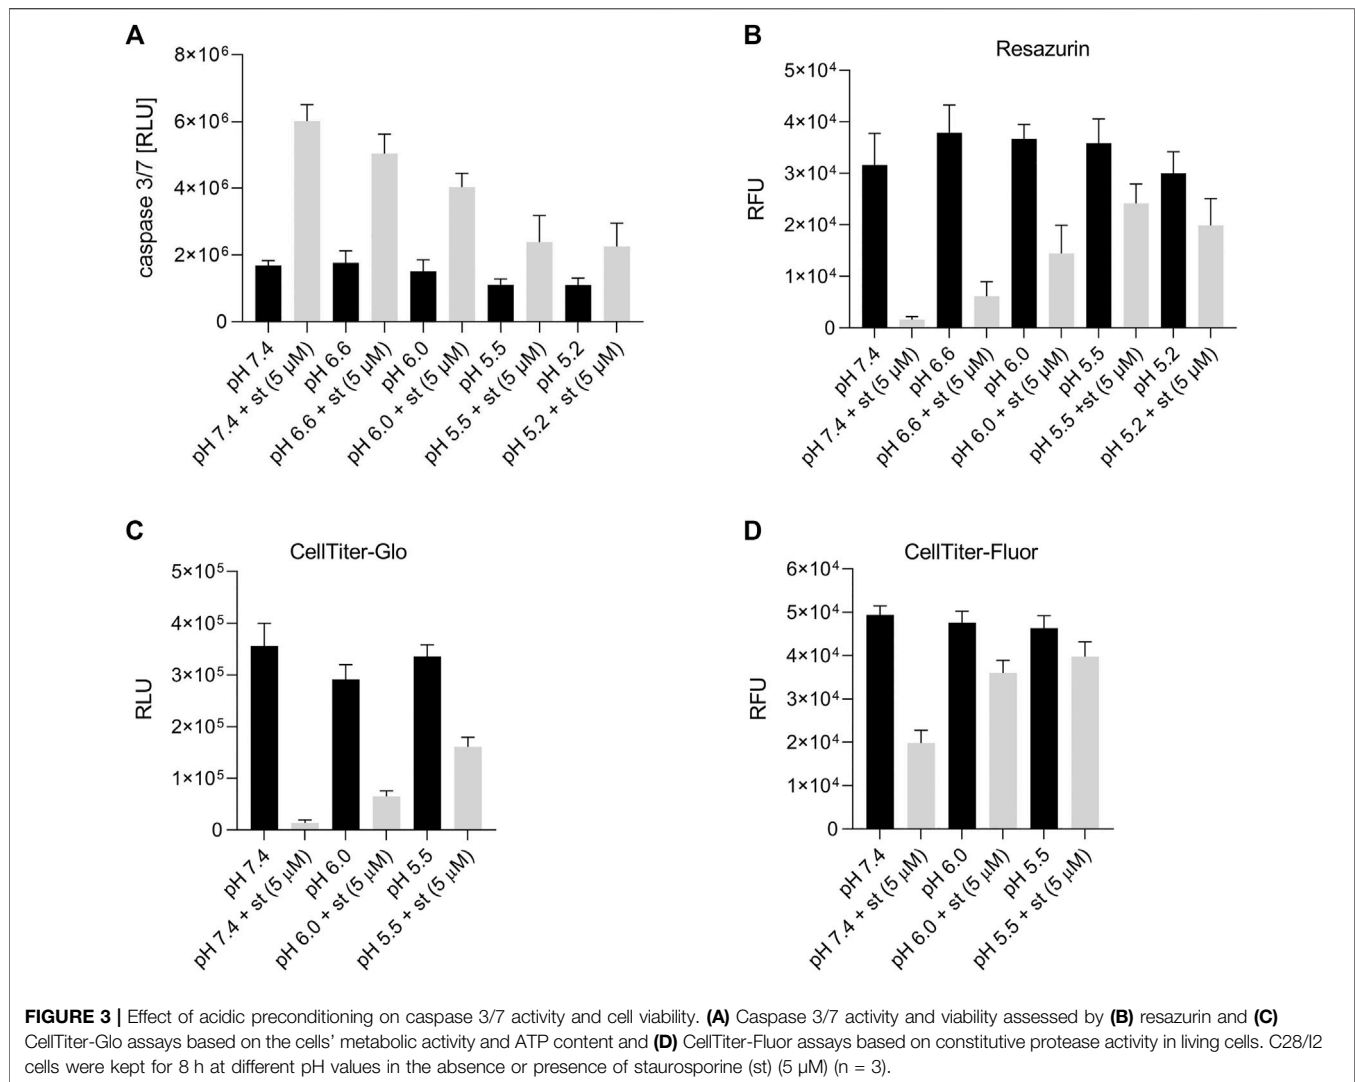 A
caspase 3/7 [RLU]
8×10⁶
6×10⁶
4×10⁶
2×10⁶
0
pH 7.4
pH 7.4 + st (5 µM)
pH 6.6
pH 6.6 + st (5 µM)
pH 6.0
pH 6.0 + st (5 µM)
pH 5.5
pH 5.5 + st (5 µM)
pH 5.2
pH 5.2 + st (5 µM)
B
Resazurin
RFU
5×10⁴
4×10⁴
3×10⁴
2×10⁴
1×10⁴
0
pH 7.4
pH 7.4 + st (5 µM)
pH 6.6
pH 6.6 + st (5 µM)
pH 6.0
pH 6.0 + st (5 µM)
pH 5.5
pH 5.5 +st (5 µM)
pH 5.2
pH 5.2 + st (5 µM)
C
CellTiter-Glo
RLU
5×10⁵
4×10⁵
3×10⁵
2×10⁵
1×10⁵
0
pH 7.4
pH 7.4 + st (5 µM)
pH 6.0
pH 6.0 + st (5 µM)
pH 5.5
pH 5.5 + st (5 µM)
D
CellTiter-Fluor
RFU
6×10⁴
5×10⁴
4×10⁴
3×10⁴
2×10⁴
1×10⁴
0
pH 7.4
pH 7.4 + st (5 µM)
pH 6.0
pH 6.0 + st (5 µM)
pH 5.5
pH 5.5 + st (5 µM)
FIGURE 3 | Effect of acidic preconditioning on caspase 3/7 activity and cell viability. (A) Caspase 3/7 activity and viability assessed by (B) resazurin and (C)
CellTiter-Glo assays based on the cells’ metabolic activity and ATP content and (D) CellTiter-Fluor assays based on constitutive protease activity in living cells. C28/I2
cells were kept for 8 h at different pH values in the absence or presence of staurosporine (st) (5 µM) (n = 3).